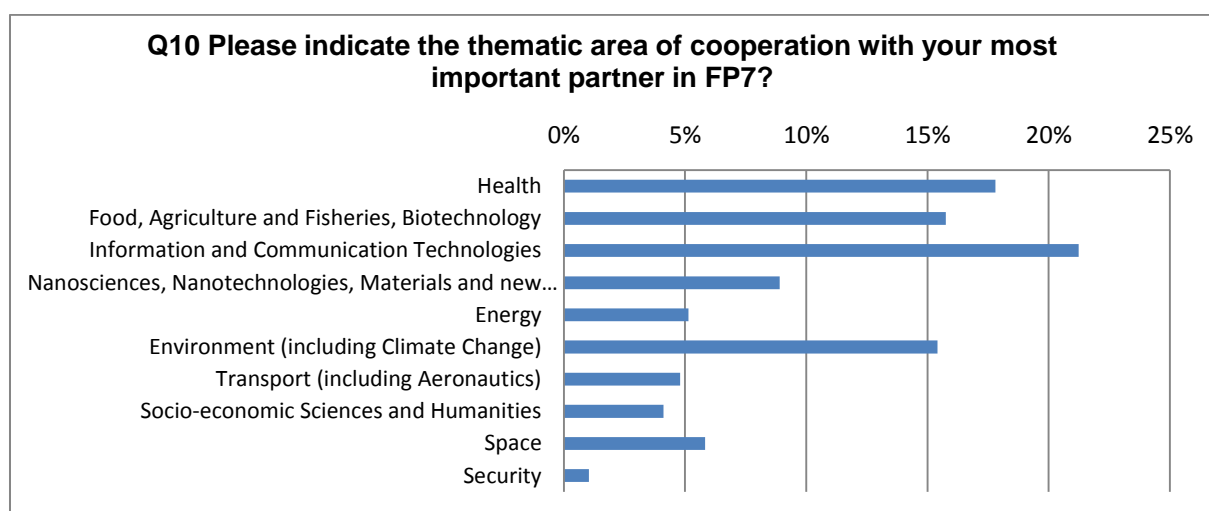 Q10 Please indicate the thematic area of cooperation with your most
important partner in FP7?
0% 5% 10% 15% 20% 25%
Health
Food, Agriculture and Fisheries, Biotechnology
Information and Communication Technologies
Nanosciences, Nanotechnologies, Materials and new…
Energy
Environment (including Climate Change)
Transport (including Aeronautics)
Socio-economic Sciences and Humanities
Space
Security